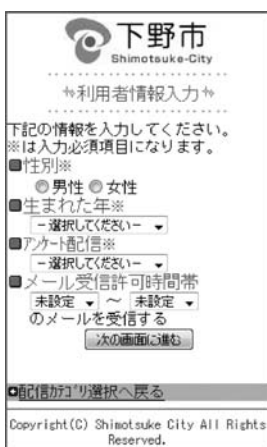 下野市
Shimotsuke-City
利用者情報入力
下記の情報を入力してください。
※は入力必須項目になります。
■性別※
男性 女性
■生まれた年※
－選択してください－
■ｱﾝｹｰﾄ配信※
－選択してください－
■メール受信許可時間帯
未設定 ～ 未設定
のメールを受信する
次の画面に進む
配信ｶﾃｺﾞﾘ選択へ戻る
Copyright(C) Shimotsuke City All Rights
Reserved.